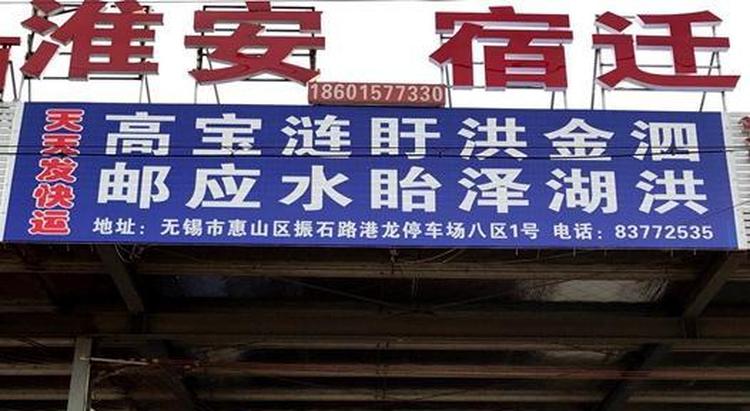 淮安 宿迁
18601577330
天天发快运
高宝涟盱洪金泗
邮应水眙泽湖洪
地址：无锡市惠山区振石路港龙停车场八区1号 电话：83772535